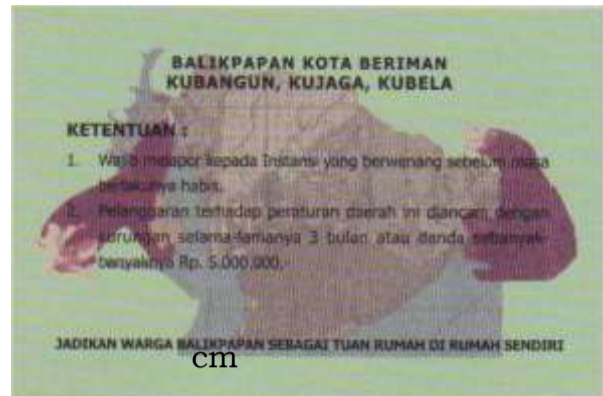 BALIKPAPAN KOTA BERIMAN
KUBANGUN, KUJAGA, KUBELA
KETENTUAN :
1. Wajib melapor kepada Instansi yang berwenang sebelum masa
berlakunya habis.
2. Pelanggaran terhadap peraturan daerah ini diancam dengan
kurungan selama-lamanya 3 bulan atau denda sebanyak-
banyaknya Rp. 5.000.000,-
JADIKAN WARGA BALIKPAPAN SEBAGAI TUAN RUMAH DI RUMAH SENDIRI
cm